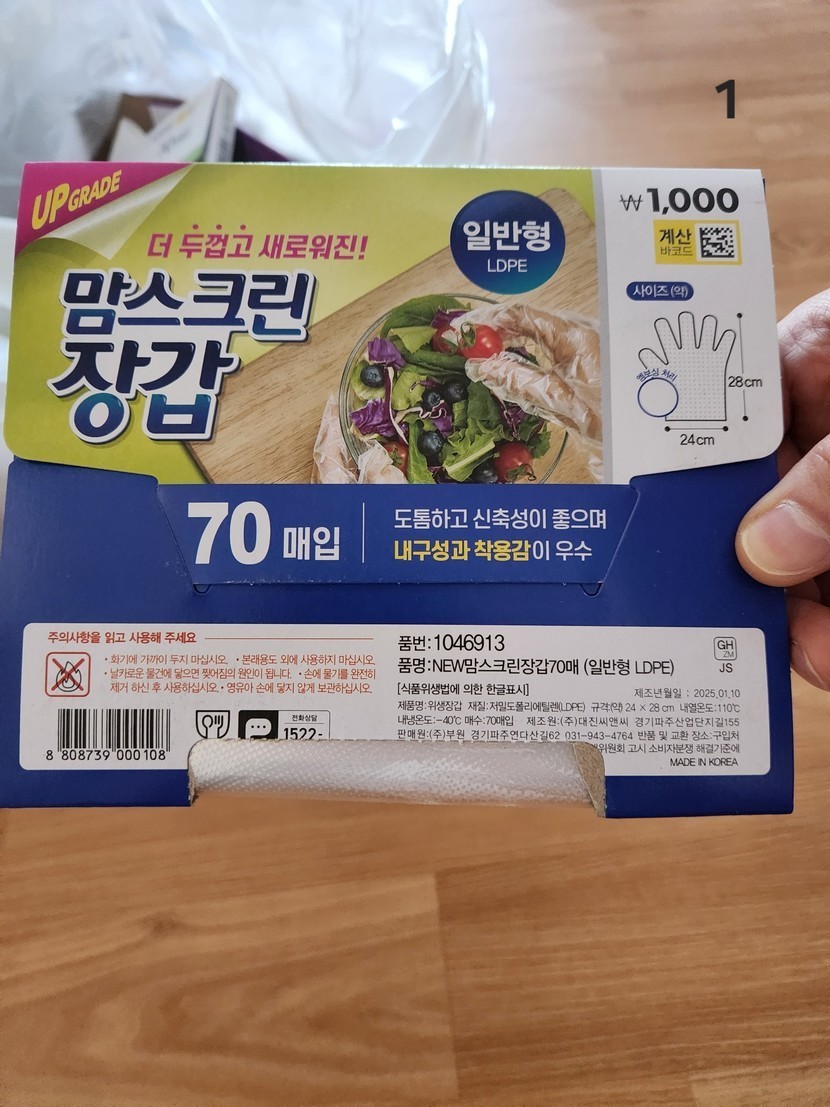 1
UPGRADE
더 두껍고 새로워진!
맘스크린
장갑
일반형
LDPE
₩1,000
계산
바코드
사이즈(약)
엠보싱 처리
28cm
24cm
70 매입
도톰하고 신축성이 좋으며
내구성과 착용감이 우수
주의사항을 읽고 사용해 주세요
• 화기에 가까이 두지 마십시오. • 본래용도 외에 사용하지 마십시오.
• 날카로운 물건에 닿으면 찢어짐의 원인이 됩니다. • 손에 물기를 완전히
제거 하신 후 사용하십시오. • 영유아 손에 닿지 않게 보관하십시오.
8 808739 000108
전화상담
1522-
품번:1046913
품명:NEW맘스크린장갑70매 (일반형 LDPE)
GH
ZM
JS
[식품위생법에 의한 한글표시]
제조년월일 : 2025.01.10
제품명:위생장갑 재질:저밀도폴리에틸렌(LDPE) 규격(약) 24 × 28 cm 내열온도:110℃
내냉온도:-40℃ 매수:70매입 제조원:(주)대진씨앤씨 경기파주산업단지길155
판매원:(주)부원 경기파주연다산길62 031-943-4764 반품 및 교환 장소:구입처
위원회 고시 소비자분쟁 해결기준에
MADE IN KOREA